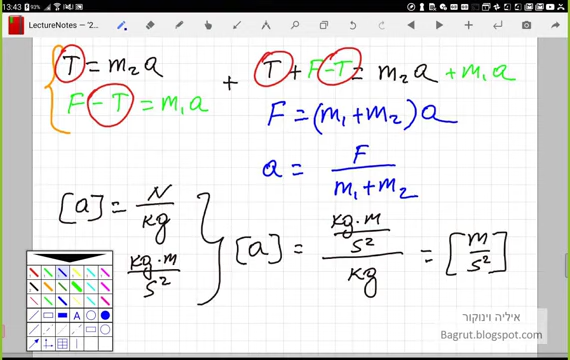 13:43
LectureNotes – "2
T = m₂a
F – T = m₁a
+
T + F – T = m₂a + m₁a
F = (m₁ + m₂) a
a = F / (m₁ + m₂)
[a] = N / kg
kg·m / s²
[a] = (kg·m / s²) / kg = [m / s²]
A
איליה וינוקור
Bagrut.blogspot.com